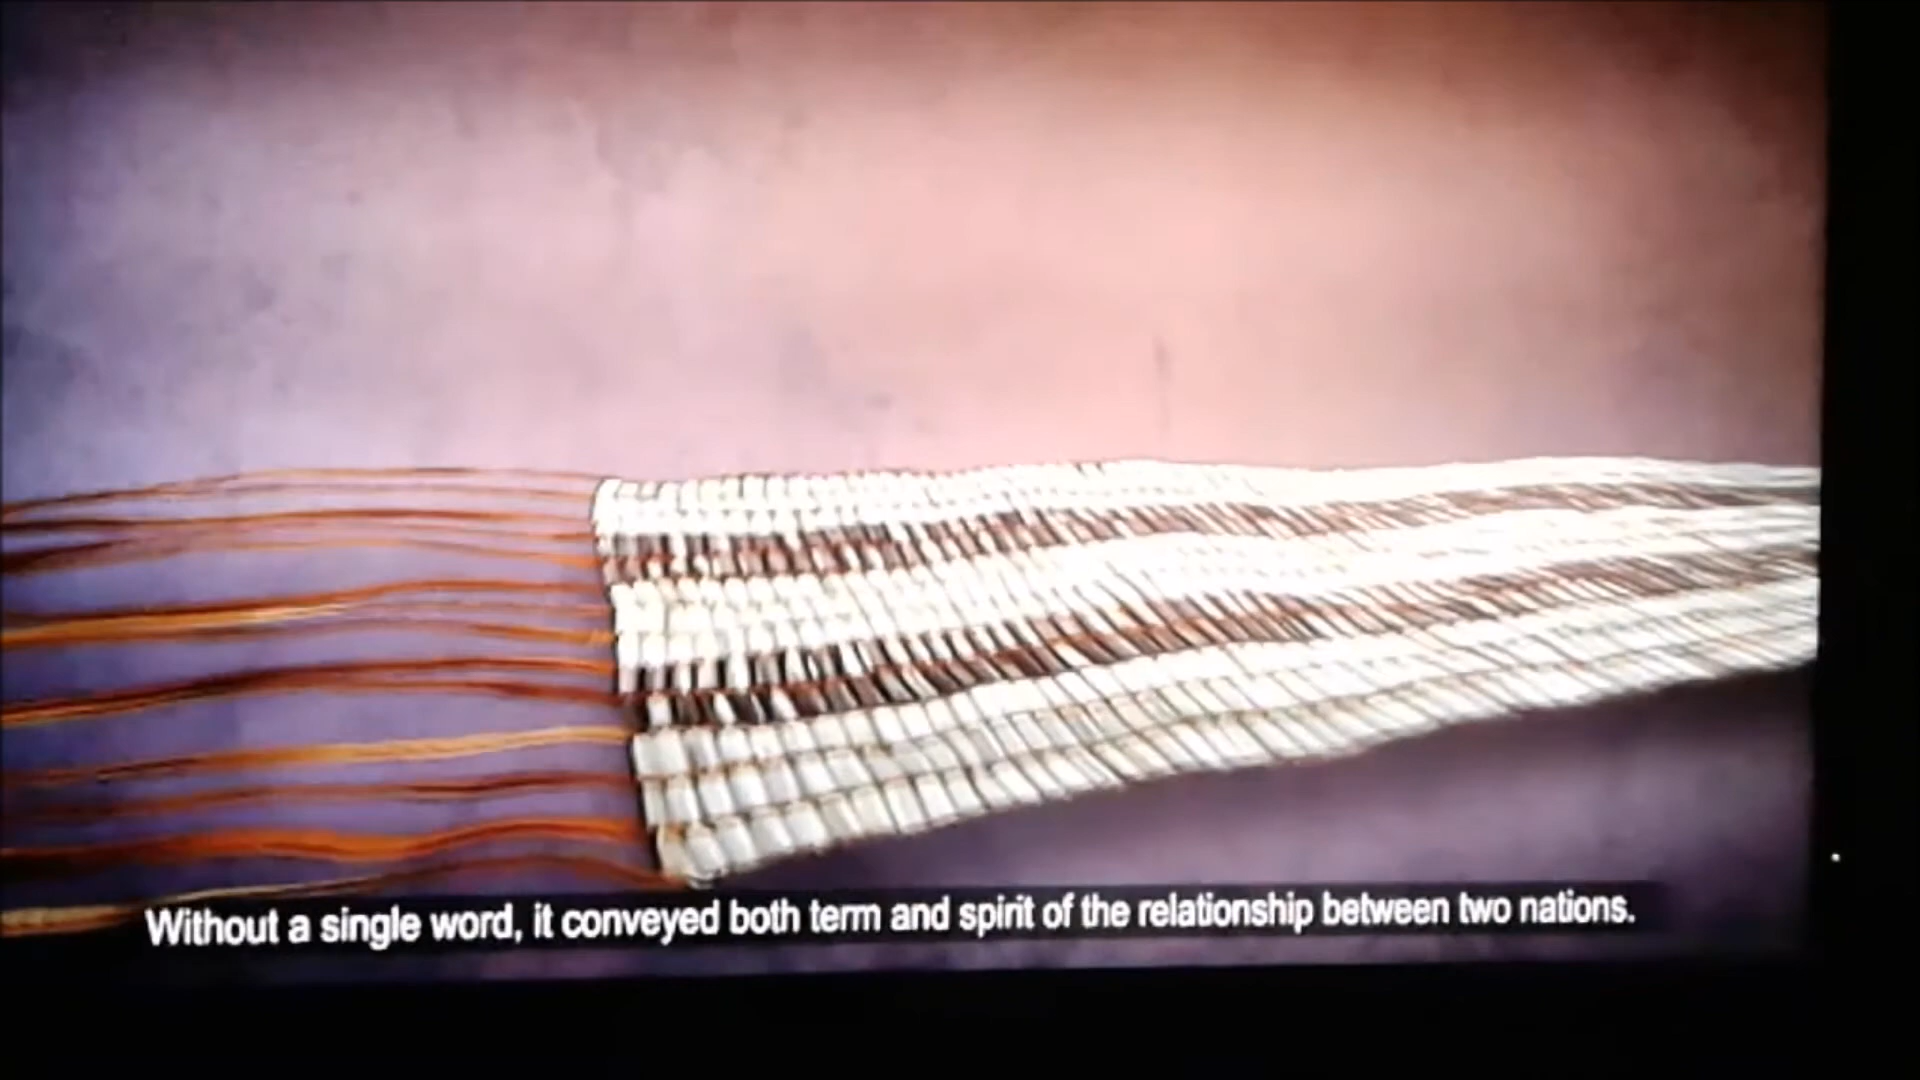 Without a single word, it conveyed both term and spirit of the relationship between two nations.